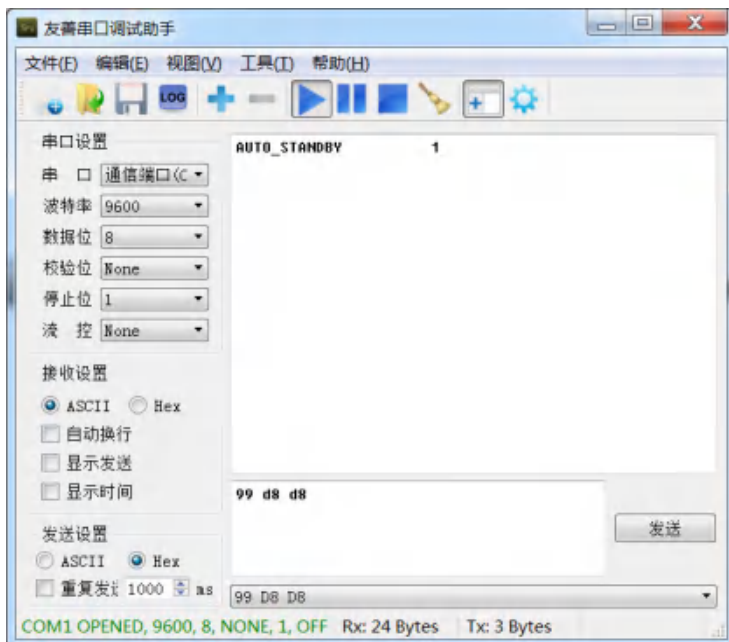 友善串口调试助手
文件(F) 编辑(E) 视图(V) 工具(T) 帮助(H)
LOG
串口设置
串 口 通信端口(C
波特率 9600
数据位 8
校验位 None
停止位 1
流 控 None
接收设置
ASCII Hex
自动换行
显示发送
显示时间
发送设置
ASCII Hex
重复发送 1000 ms
AUTO_STANDBY 1
99 d8 d8
发送
99 D8 D8
COM1 OPENED, 9600, 8, NONE, 1, OFF Rx: 24 Bytes Tx: 3 Bytes